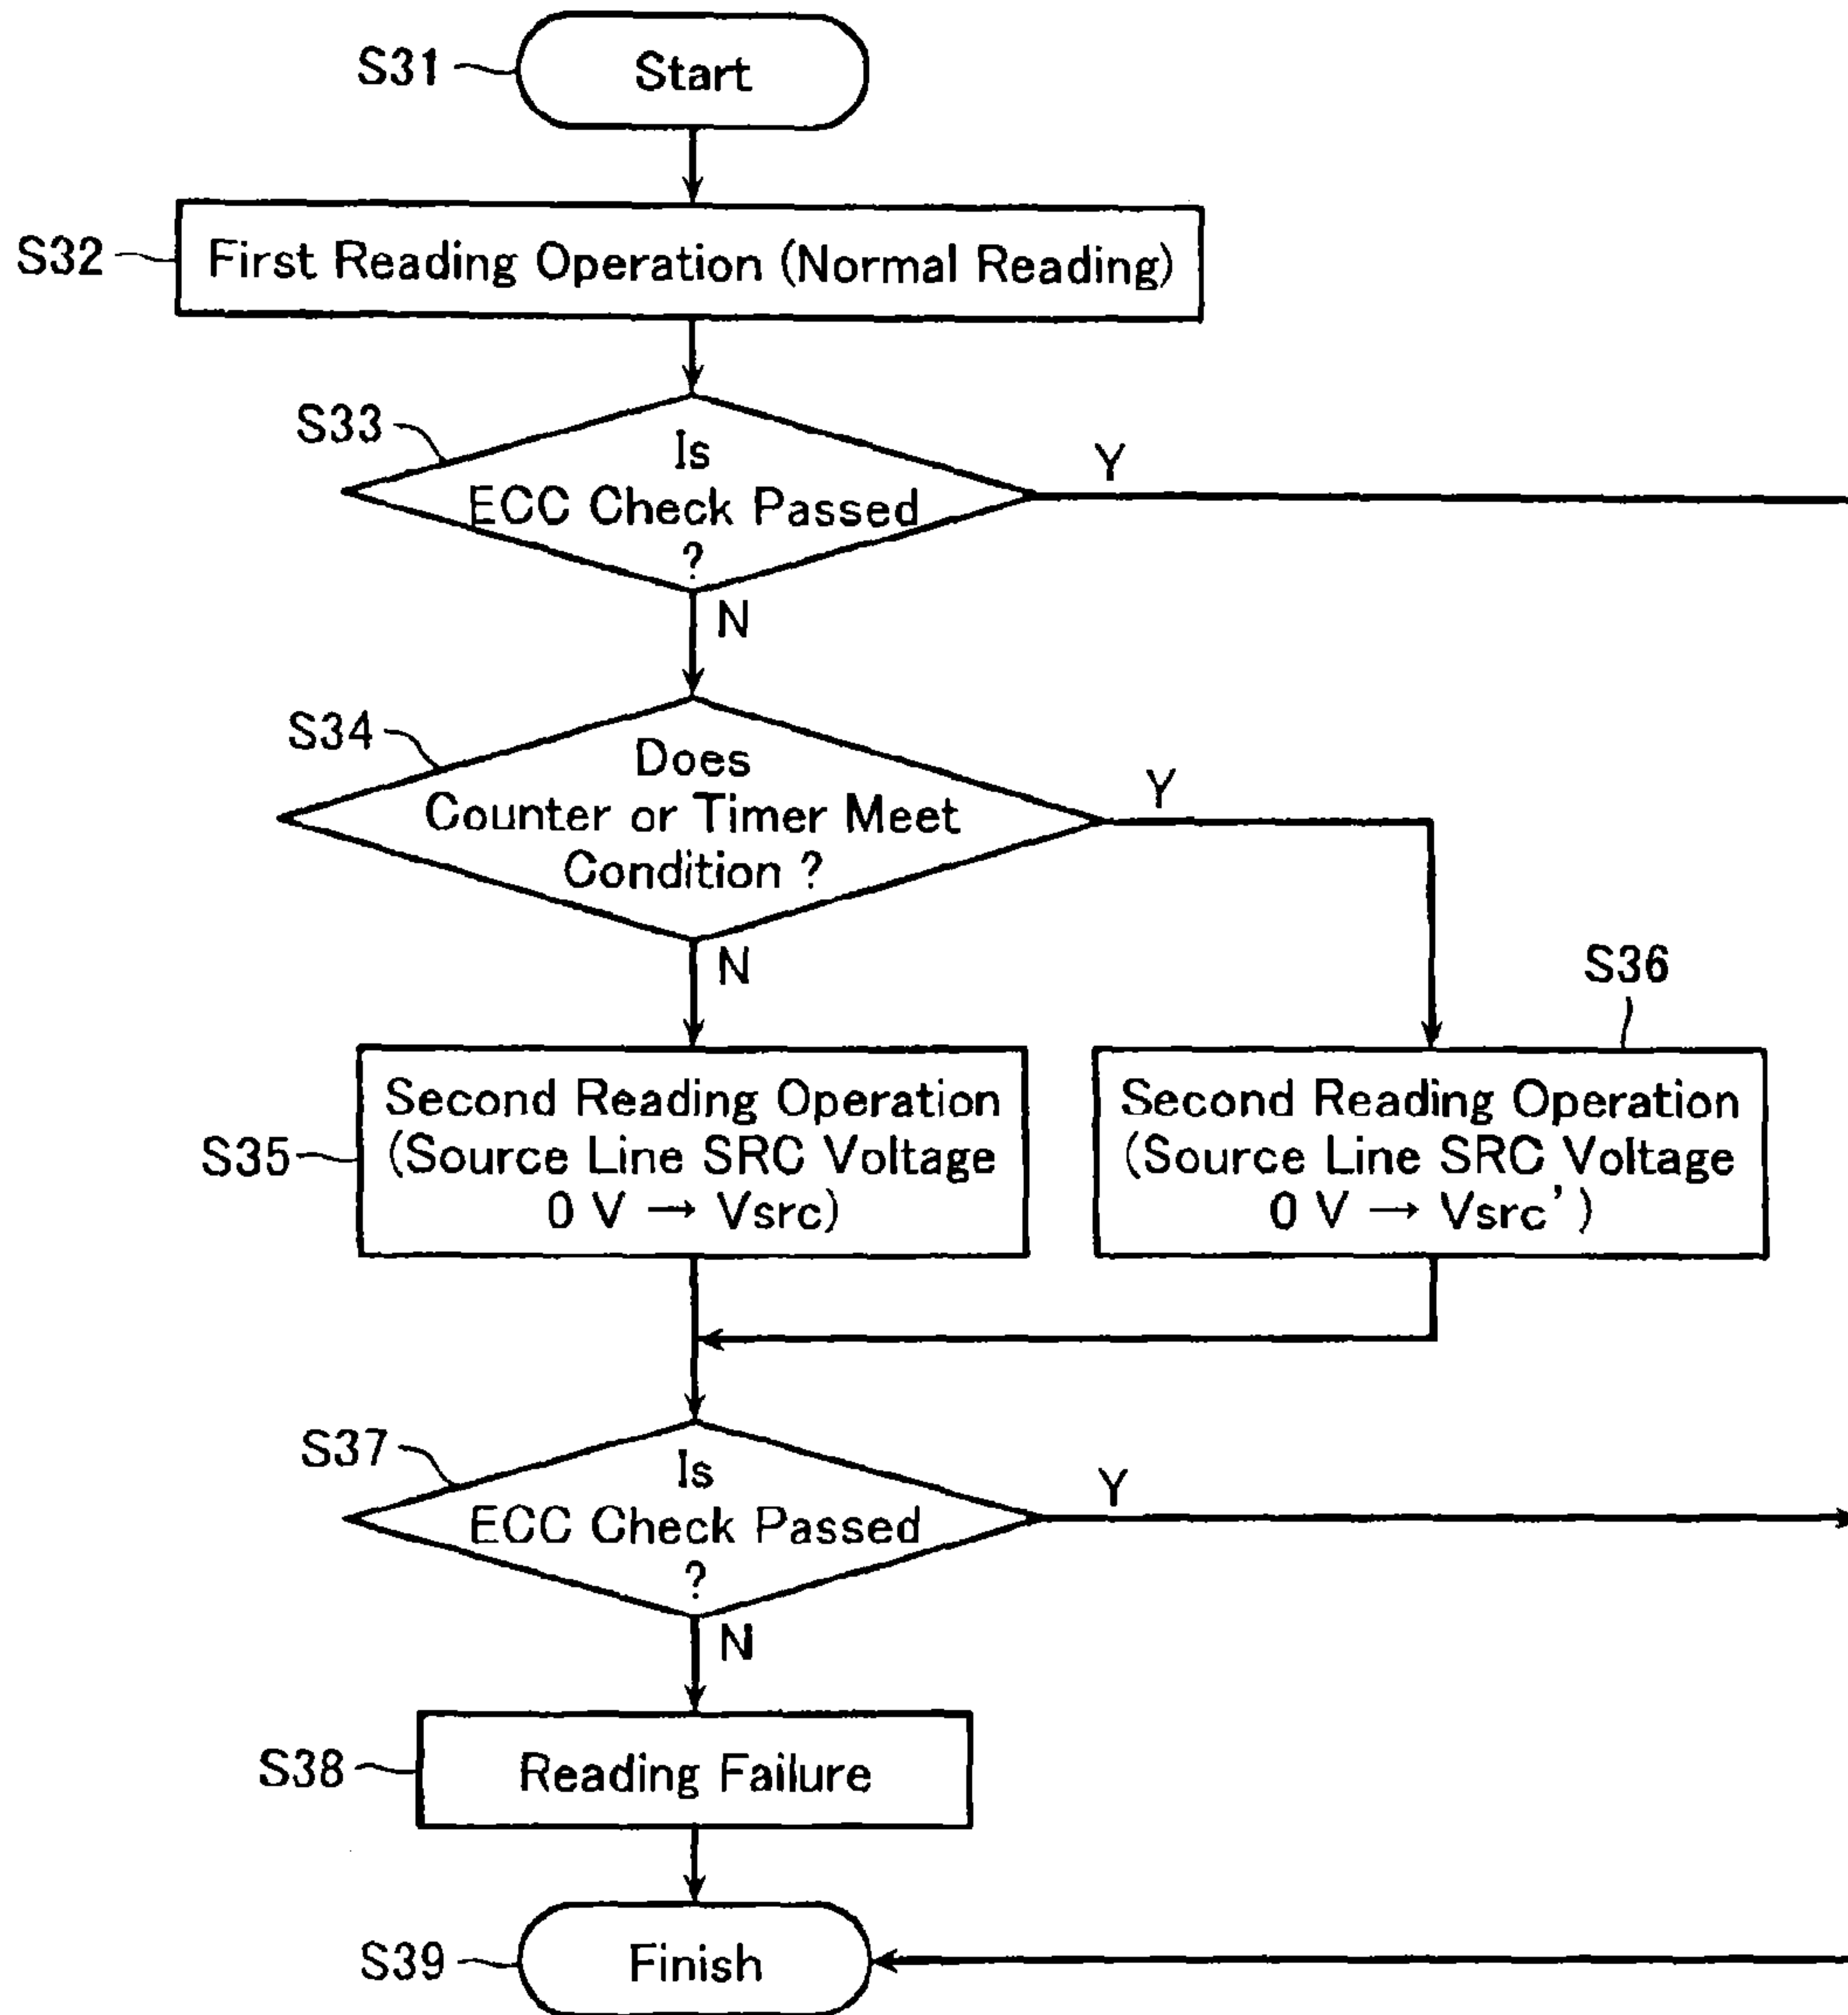 S31
Start
S32
First Reading Operation (Normal Reading)
S33
Is
ECC Check Passed
?
Y
N
S34
Does
Counter or Timer Meet
Condition ?
Y
N
S36
S35
Second Reading Operation
(Source Line SRC Voltage
0 V → Vsrc)
Second Reading Operation
(Source Line SRC Voltage
0 V → Vsrc')
S37
Is
ECC Check Passed
?
Y
N
S38
Reading Failure
S39
Finish